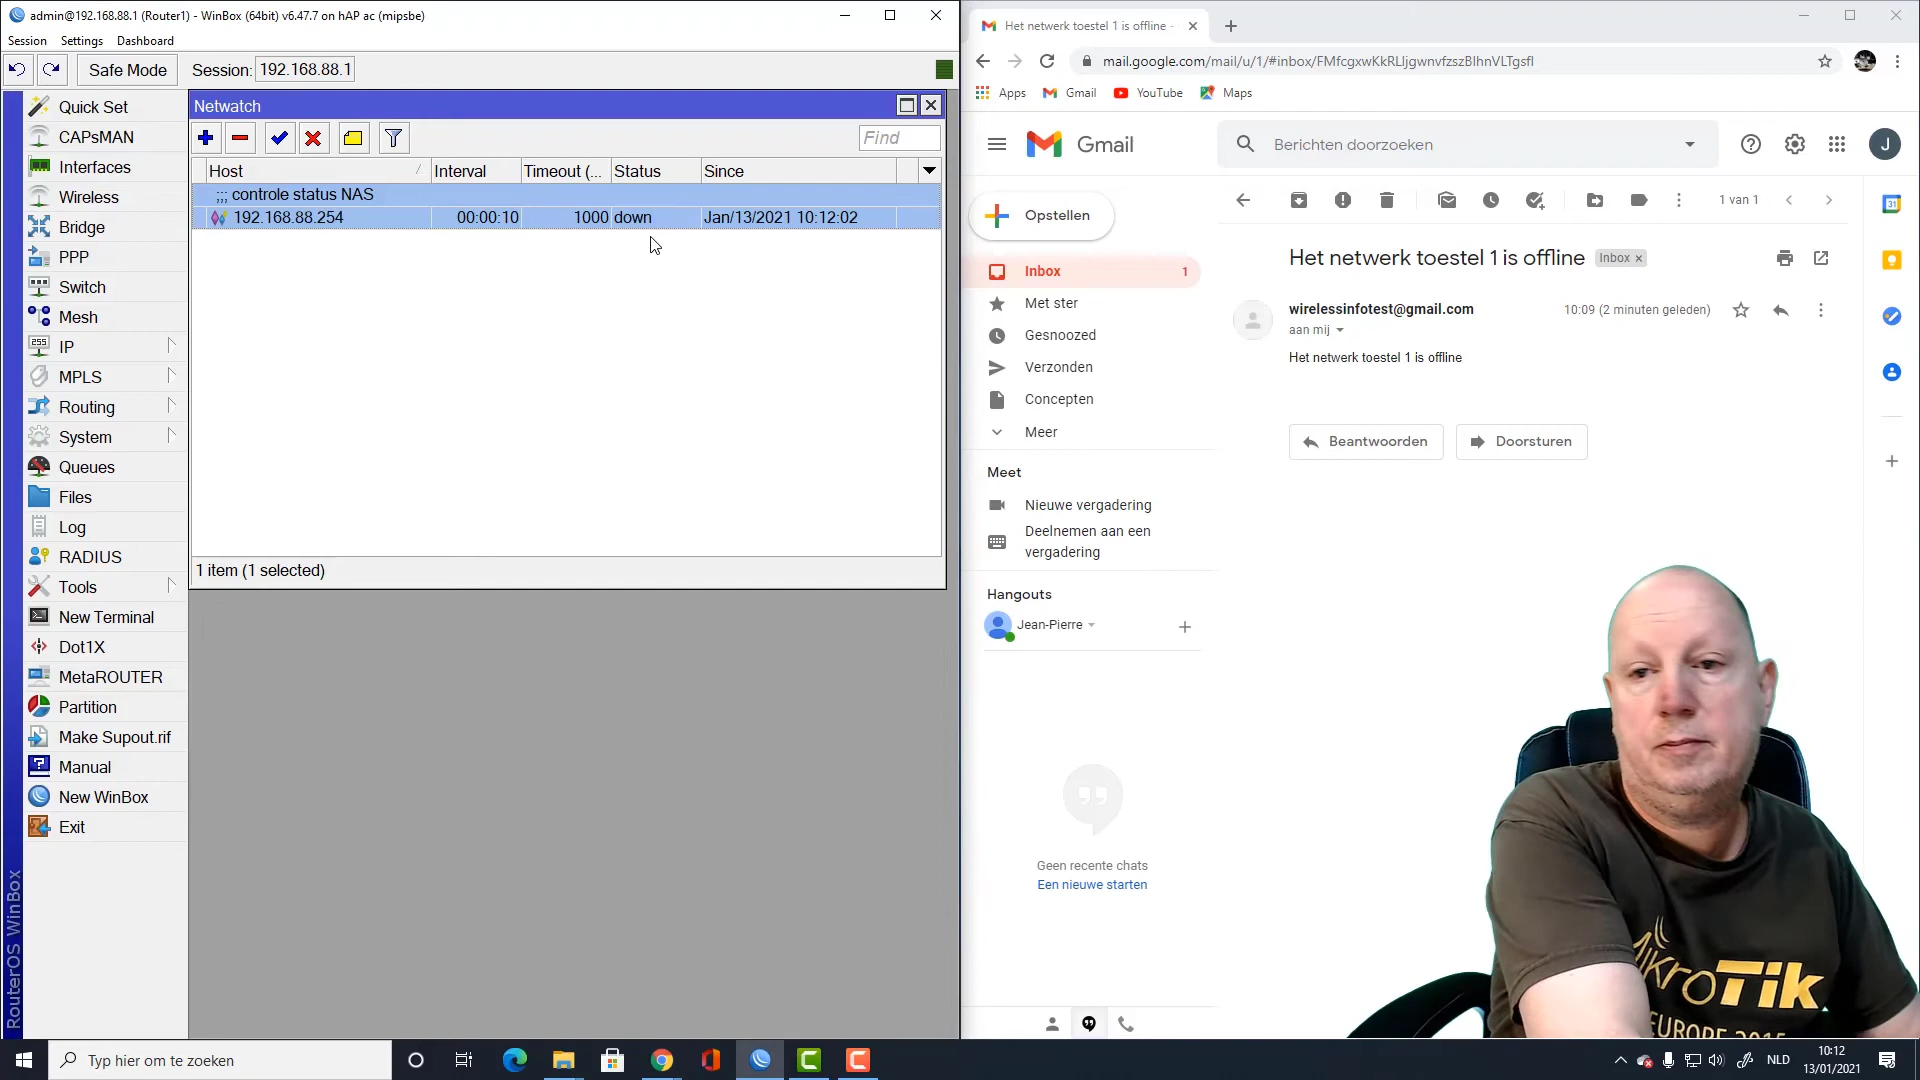 admin@192.168.88.1 (Router1) - WinBox (64bit) v6.47.7 on hAP ac (mipsbe)
Session Settings Dashboard
Safe Mode Session: 192.168.88.1
Quick Set
CAPsMAN
Interfaces
Wireless
Bridge
PPP
Switch
Mesh
IP
MPLS
Routing
System
Queues
Files
Log
RADIUS
Tools
New Terminal
Dot1X
MetaROUTER
Partition
Make Supout.rif
Manual
New WinBox
Exit
RouterOS WinBox
Netwatch
Find
Host Interval Timeout (... Status Since
;;; controle status NAS
192.168.88.254 00:00:10 1000 down Jan/13/2021 10:12:02
1 item (1 selected)
Het netwerk toestel 1 is offline -
mail.google.com/mail/u/1/#inbox/FMfcgxwKkRLljgwnvfzszBlhnVLTgsfl
Apps Gmail YouTube Maps
Gmail
Berichten doorzoeken
J
Opstellen
1 van 1
31
Inbox 1
Met ster
Gesnoozed
Verzonden
Concepten
Meer
Meet
Nieuwe vergadering
Deelnemen aan een
vergadering
Hangouts
Jean-Pierre
Geen recente chats
Een nieuwe starten
Het netwerk toestel 1 is offline Inbox
wirelessinfotest@gmail.com 10:09 (2 minuten geleden)
aan mij
Het netwerk toestel 1 is offline
Beantwoorden Doorsturen
MikroTik
EUROPE 2015
Typ hier om te zoeken
NLD
10:12
13/01/2021